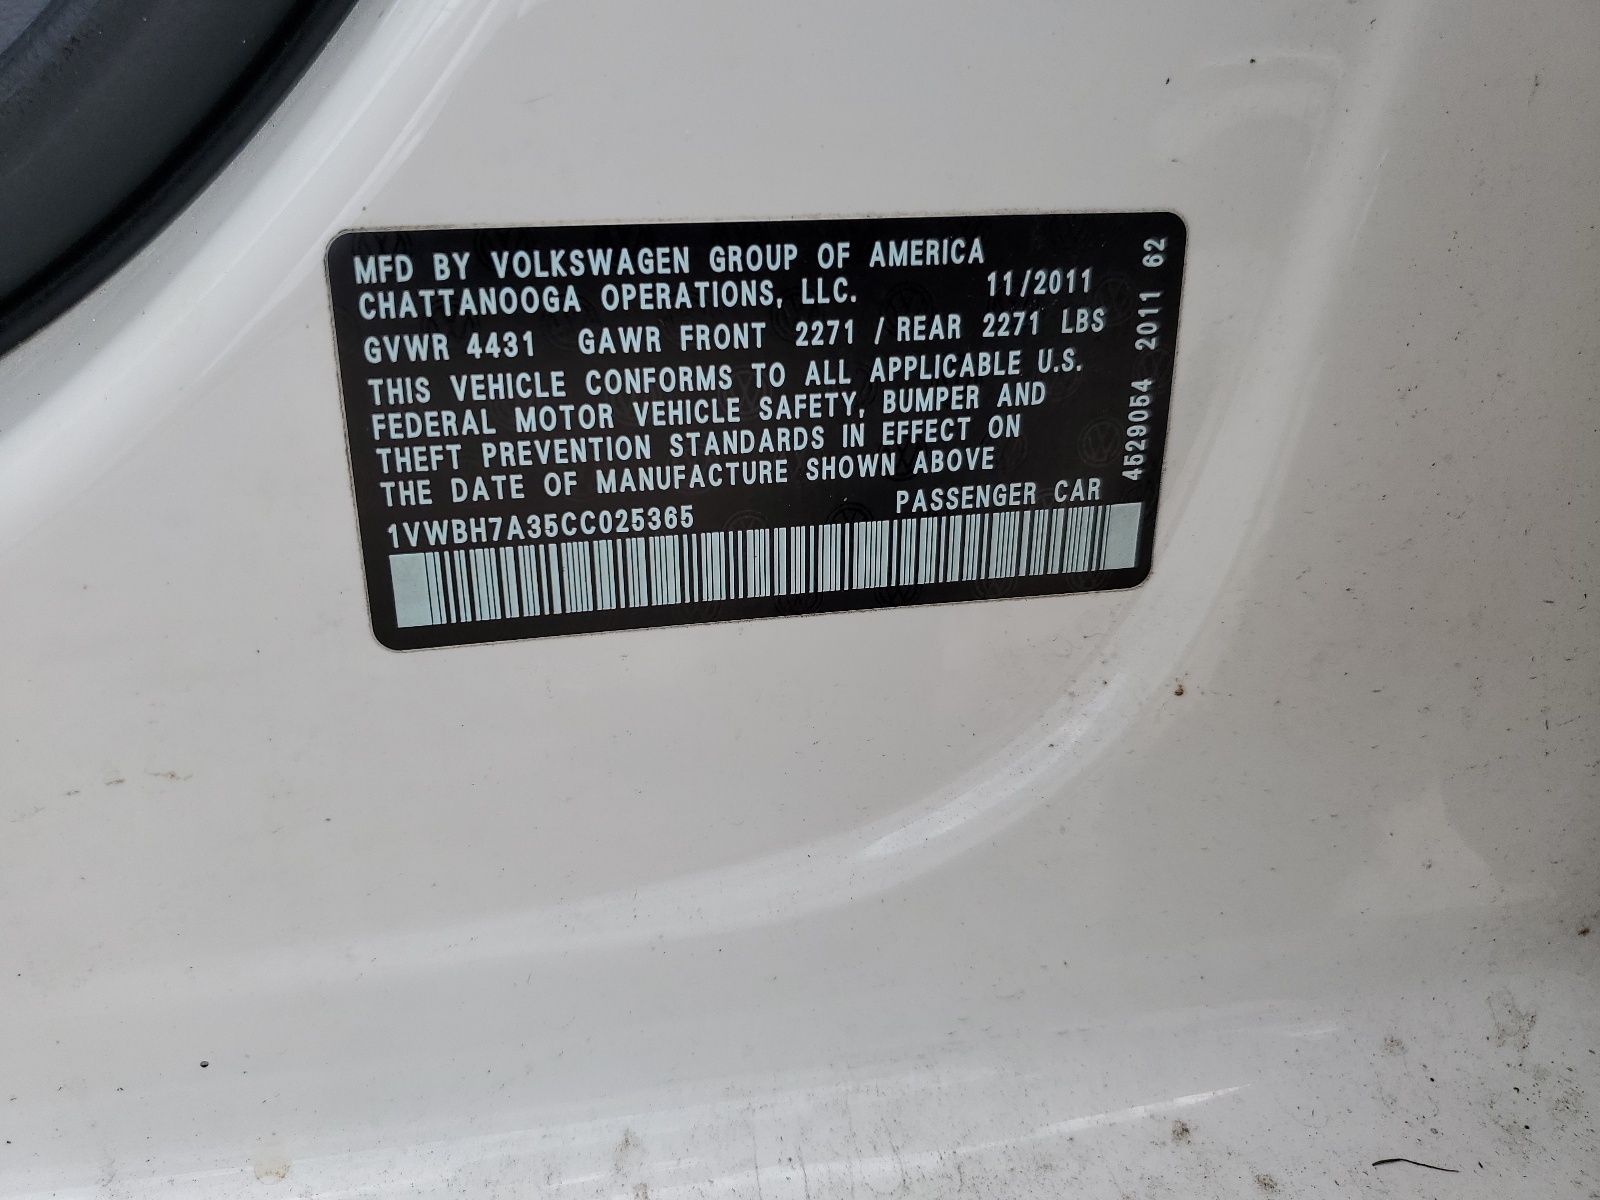 MFD BY VOLKSWAGEN GROUP OF AMERICA
CHATTANOOGA OPERATIONS, LLC. 11/2011
GVWR 4431 GAWR FRONT 2271 / REAR 2271 LBS
THIS VEHICLE CONFORMS TO ALL APPLICABLE U.S.
FEDERAL MOTOR VEHICLE SAFETY, BUMPER AND
THEFT PREVENTION STANDARDS IN EFFECT ON
THE DATE OF MANUFACTURE SHOWN ABOVE
1VWBH7A35CC025365 PASSENGER CAR
4529054 2011 62